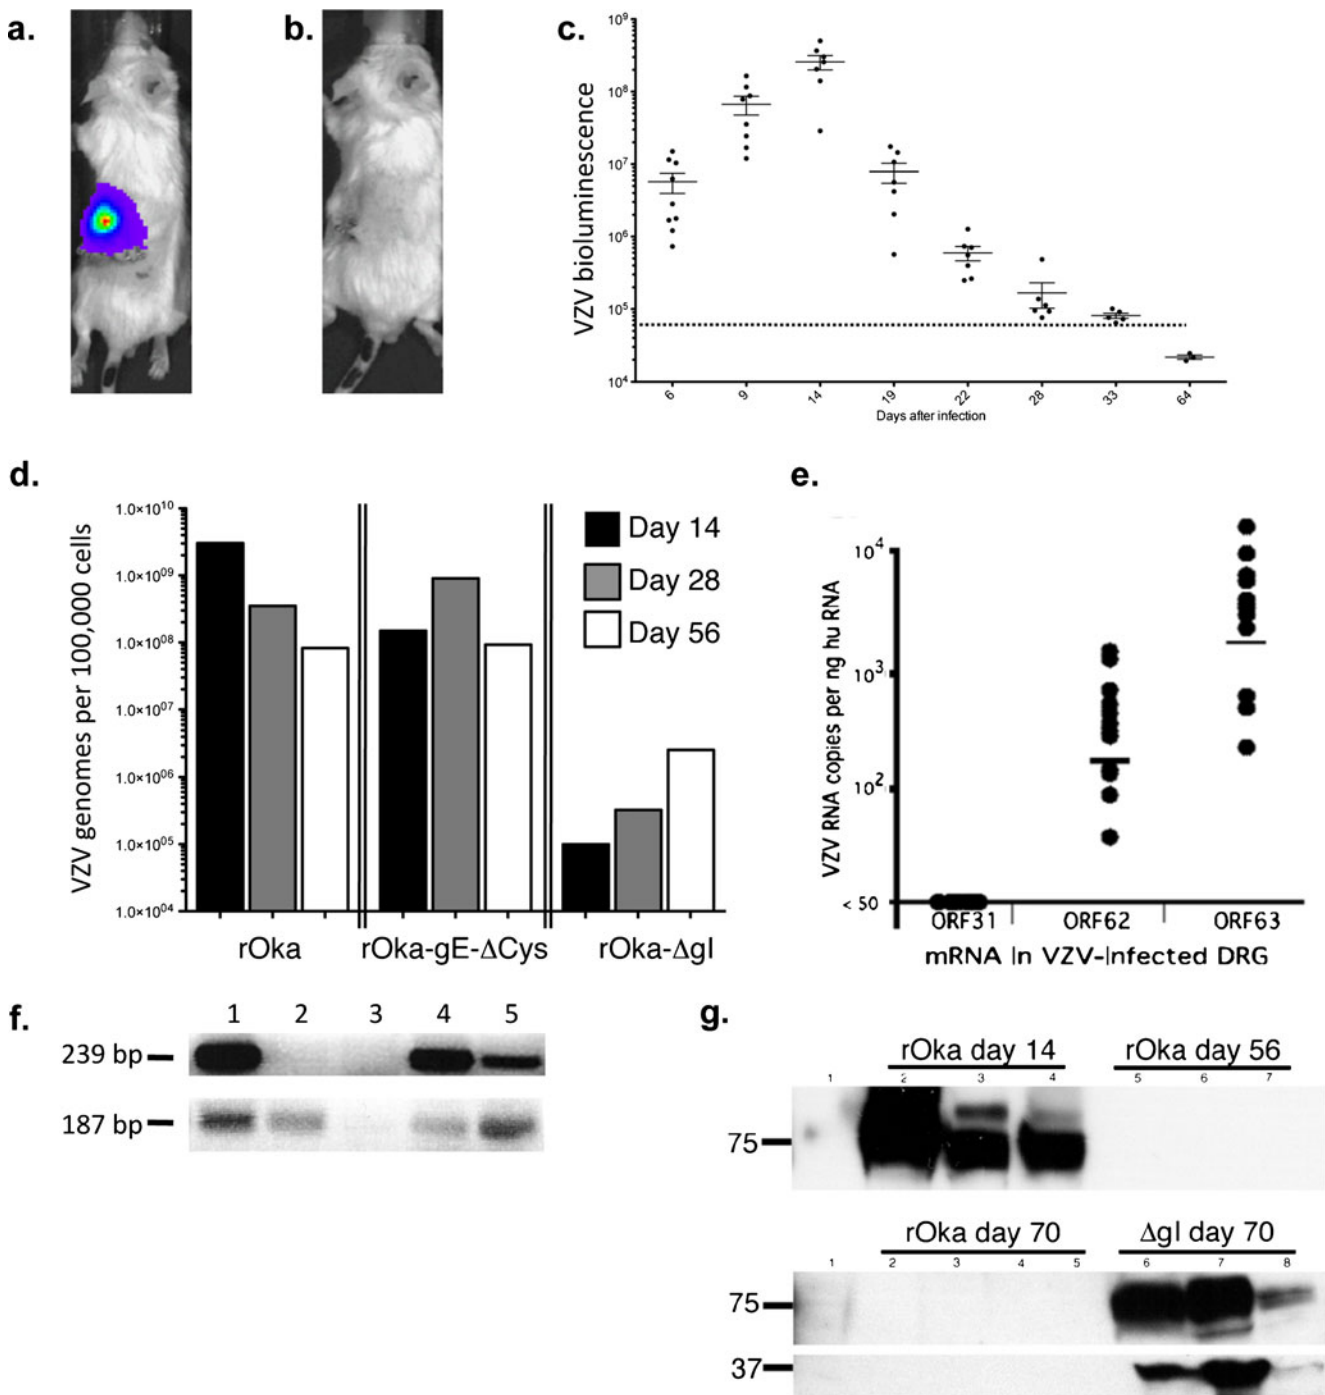 a.
b.
c.
VZV bioluminescence
10⁹
10⁸
10⁷
10⁶
10⁵
10⁴
6 9 14 19 22 28 33 64
Days after infection
d.
VZV genomes per 100,000 cells
1.0×10¹⁰
1.0×10⁰⁹
1.0×10⁰⁸
1.0×10⁰⁷
1.0×10⁰⁶
1.0×10⁰⁵
1.0×10⁰⁴
Day 14
Day 28
Day 56
rOka rOka-gE-ΔCys rOka-ΔgI
e.
VZV RNA copies per ng hu RNA
10⁴
10³
10²
< 50
ORF31 ORF62 ORF63
mRNA In VZV-Infected DRG
f.
1 2 3 4 5
239 bp
187 bp
g.
rOka day 14 rOka day 56
1 2 3 4 5 6 7
75
rOka day 70 ΔgI day 70
1 2 3 4 5 6 7 8
75
37